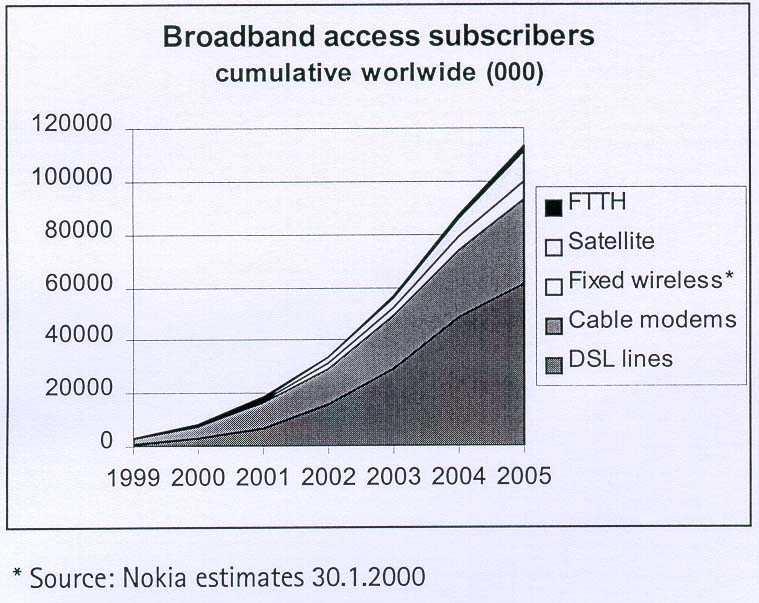 Broadband access subscribers
cumulative worlwide (000)
120000
100000
80000
60000
40000
20000
0
1999 2000 2001 2002 2003 2004 2005
FTTH
Satellite
Fixed wireless*
Cable modems
DSL lines
* Source: Nokia estimates 30.1.2000